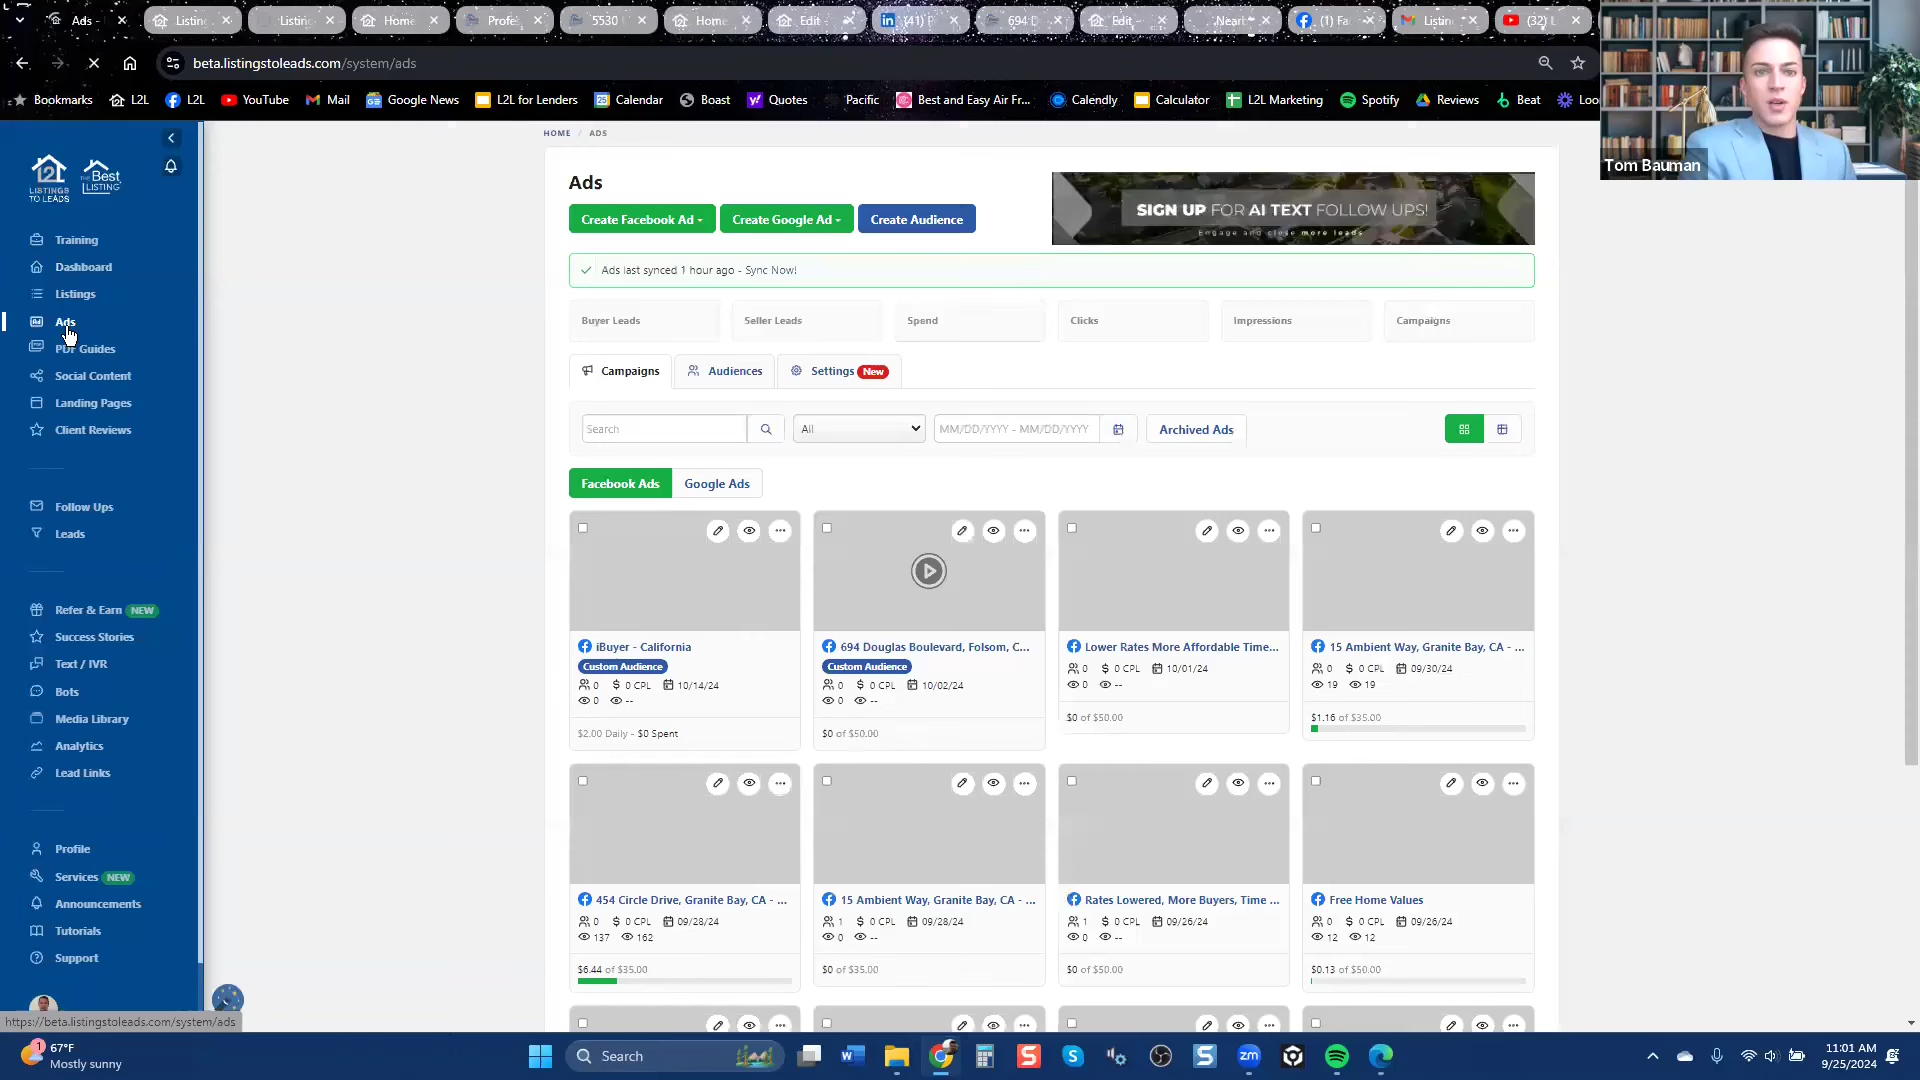 Ads -
Listing
Listing
Home
Profe
5530
Home
Edit -
(41)
694 D
Edit -
Nearb
(1) Fa
Listin
(32)
beta.listingstoleads.com/system/ads
Bookmarks
L2L
L2L
YouTube
Mail
Google News
L2L for Lenders
Calendar
Boast
Quotes
Pacific
Best and Easy Air Fr...
Calendly
Calculator
L2L Marketing
Spotify
Reviews
Beat
Loo
Tom Bauman
LISTINGS TO LEADS
THE Best LISTING
Training
Dashboard
Listings
Ads
PDF Guides
Social Content
Landing Pages
Client Reviews
Follow Ups
Leads
Refer & Earn NEW
Success Stories
Text / IVR
Bots
Media Library
Analytics
Lead Links
Profile
Services NEW
Announcements
Tutorials
Support
https://beta.listingstoleads.com/system/ads
HOME / ADS
Ads
Create Facebook Ad
Create Google Ad
Create Audience
SIGN UP FOR AI TEXT FOLLOW UPS!
Engage and close more leads
Ads last synced 1 hour ago - Sync Now!
Buyer Leads
Seller Leads
Spend
Clicks
Impressions
Campaigns
Campaigns
Audiences
Settings New
Search
All
MM/DD/YYYY - MM/DD/YYYY
Archived Ads
Facebook Ads
Google Ads
iBuyer - California
Custom Audience
0 $ 0 CPL 10/14/24
0 --
$2.00 Daily - $0 Spent
694 Douglas Boulevard, Folsom, C...
Custom Audience
0 $ 0 CPL 10/02/24
0 --
$0 of $50.00
Lower Rates More Affordable Time...
0 $ 0 CPL 10/01/24
0 --
$0 of $50.00
15 Ambient Way, Granite Bay, CA - ...
0 $ 0 CPL 09/30/24
19 19
$1.16 of $35.00
454 Circle Drive, Granite Bay, CA - ...
0 $ 0 CPL 09/28/24
137 162
$6.44 of $35.00
15 Ambient Way, Granite Bay, CA - ...
1 $ 0 CPL 09/28/24
0 --
$0 of $35.00
Rates Lowered, More Buyers, Time ...
1 $ 0 CPL 09/26/24
0 --
$0 of $50.00
Free Home Values
0 $ 0 CPL 09/26/24
12 12
$0.13 of $50.00
1
67°F
Mostly sunny
Search
zm
11:01 AM
9/25/2024